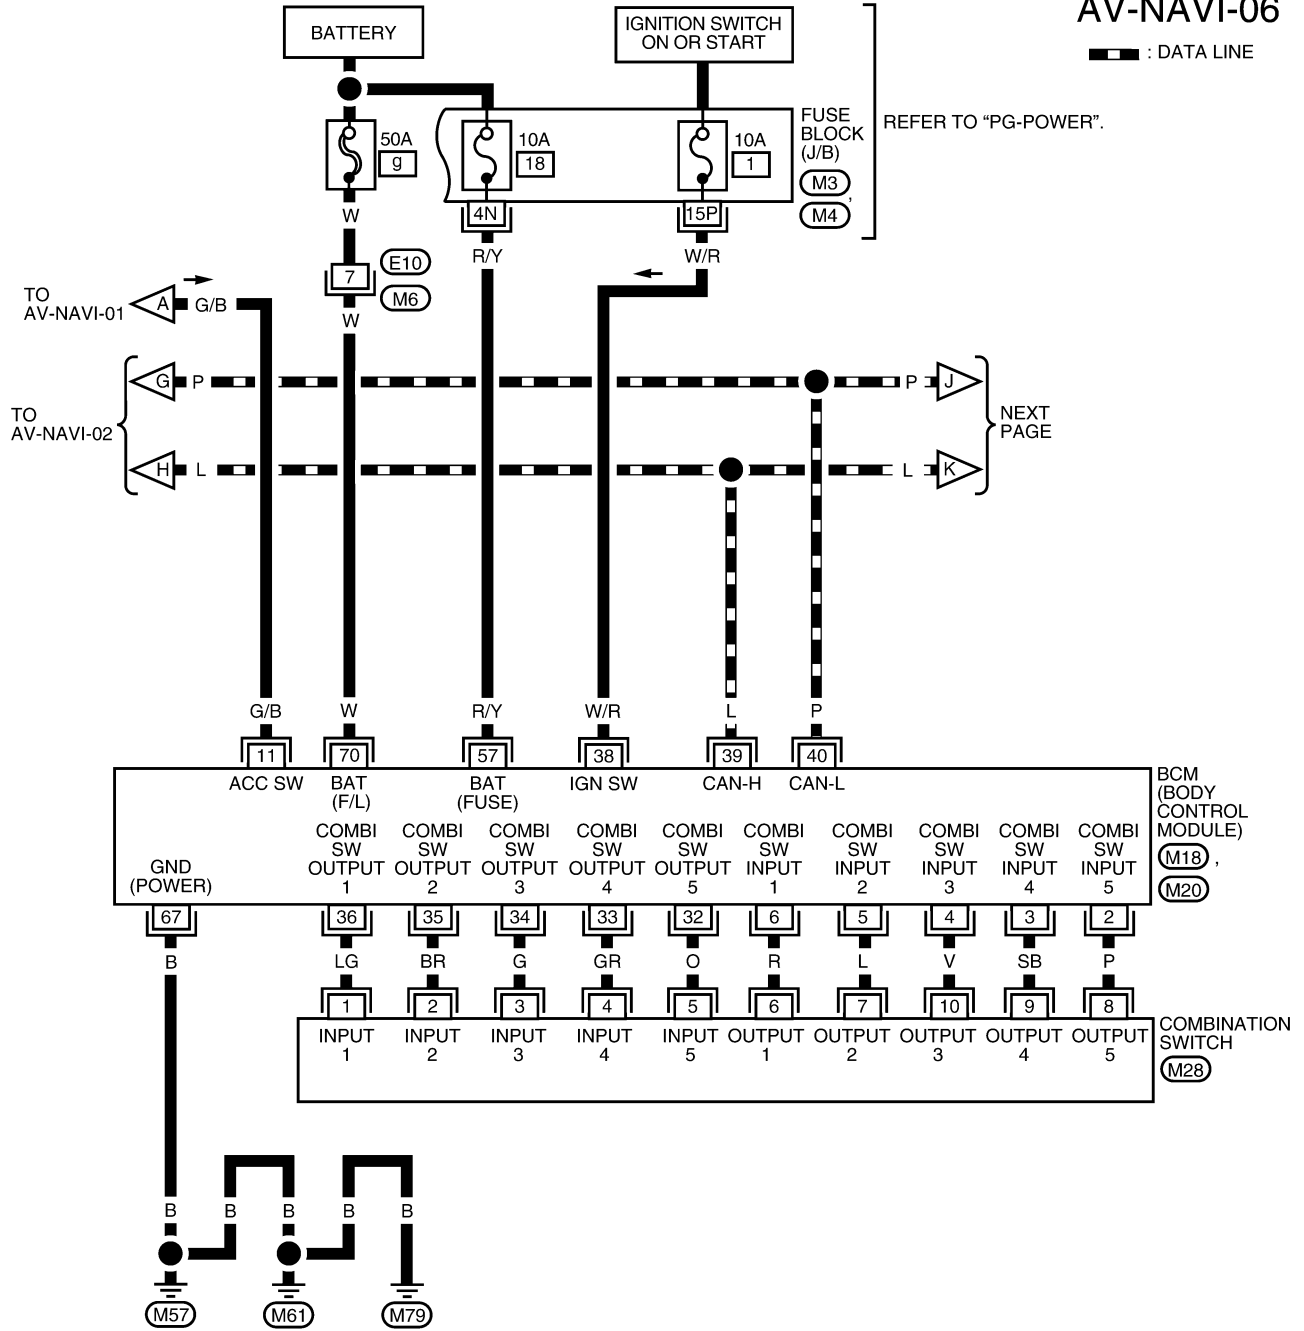 AV-NAVI-06
: DATA LINE
BATTERY
IGNITION SWITCH
ON OR START
50A
g
10A
18
10A
1
FUSE
BLOCK
(J/B)
M3
,
M4
REFER TO “PG-POWER”.
4N
15P
W
R/Y
W/R
7
E10
M6
W
TO
AV-NAVI-01
A
G/B
G
P
P
J
TO
AV-NAVI-02
NEXT
PAGE
H
L
L
K
G/B
W
R/Y
W/R
L
P
11
70
57
38
39
40
ACC SW
BAT
(F/L)
BAT
(FUSE)
IGN SW
CAN-H
CAN-L
BCM
(BODY
CONTROL
MODULE)
M18 ,
M20
GND
(POWER)
COMBI
SW
OUTPUT
1
COMBI
SW
OUTPUT
2
COMBI
SW
OUTPUT
3
COMBI
SW
OUTPUT
4
COMBI
SW
OUTPUT
5
COMBI
SW
INPUT
1
COMBI
SW
INPUT
2
COMBI
SW
INPUT
3
COMBI
SW
INPUT
4
COMBI
SW
INPUT
5
67
36
35
34
33
32
6
5
4
3
2
B
LG
BR
G
GR
O
R
L
V
SB
P
1
2
3
4
5
6
7
10
9
8
INPUT
1
INPUT
2
INPUT
3
INPUT
4
INPUT
5
OUTPUT
1
OUTPUT
2
OUTPUT
3
OUTPUT
4
OUTPUT
5
COMBINATION
SWITCH
M28
B
B
B
B
B
M57
M61
M79